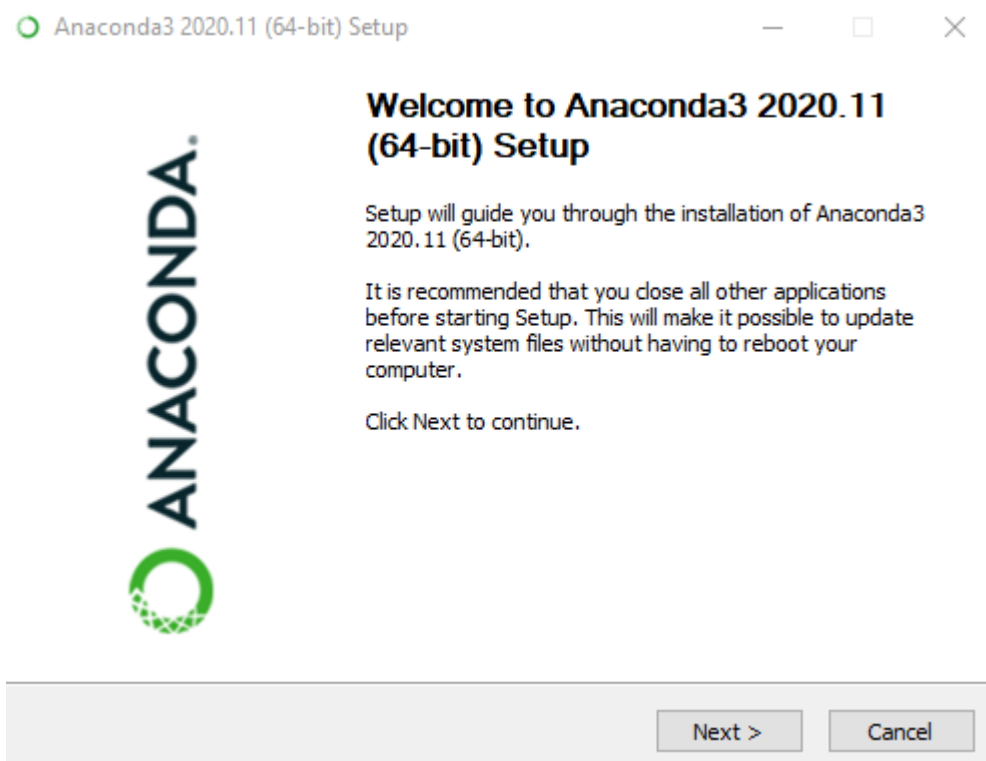 Anaconda3 2020.11 (64-bit) Setup
Welcome to Anaconda3 2020.11
(64-bit) Setup
ANACONDA.
Setup will guide you through the installation of Anaconda3
2020.11 (64-bit).
It is recommended that you close all other applications
before starting Setup. This will make it possible to update
relevant system files without having to reboot your
computer.
Click Next to continue.
Next >
Cancel